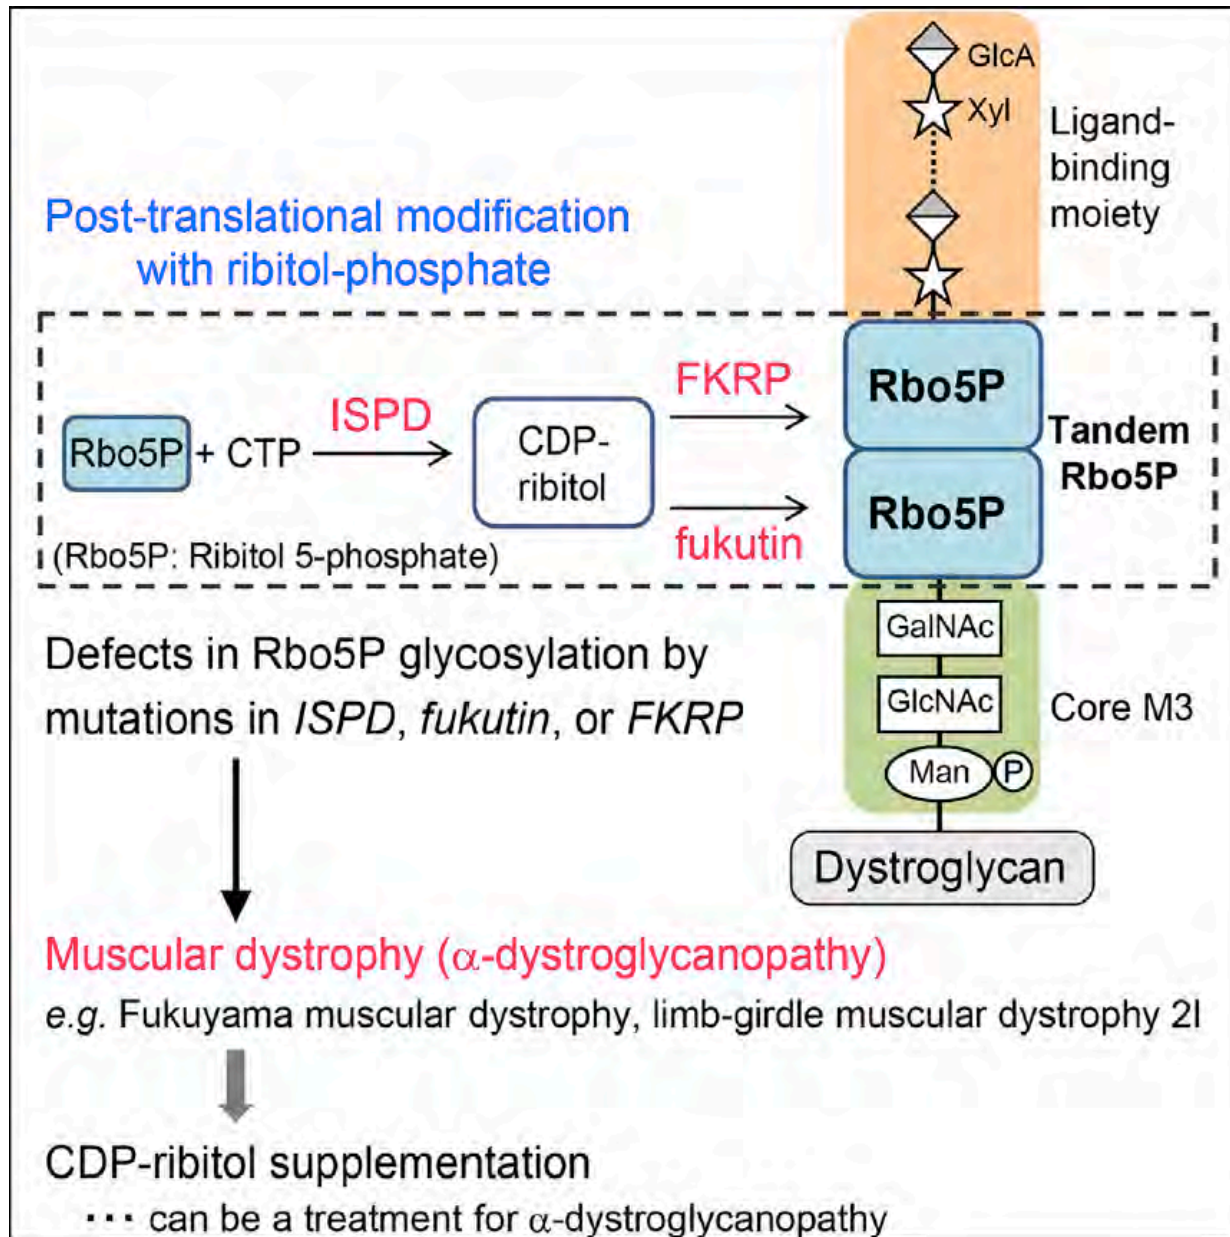 GlcA
Xyl
Ligand-
binding
moiety
Post-translational modification
with ribitol-phosphate
Rbo5P + CTP
ISPD
CDP-
ribitol
FKRP
fukutin
Rbo5P
Rbo5P
Tandem
Rbo5P
(Rbo5P: Ribitol 5-phosphate)
GalNAc
GlcNAc
Man
P
Core M3
Dystroglycan
Defects in Rbo5P glycosylation by
mutations in ISPD, fukutin, or FKRP
Muscular dystrophy (α-dystroglycanopathy)
e.g. Fukuyama muscular dystrophy, limb-girdle muscular dystrophy 2I
CDP-ribitol supplementation
··· can be a treatment for α-dystroglycanopathy